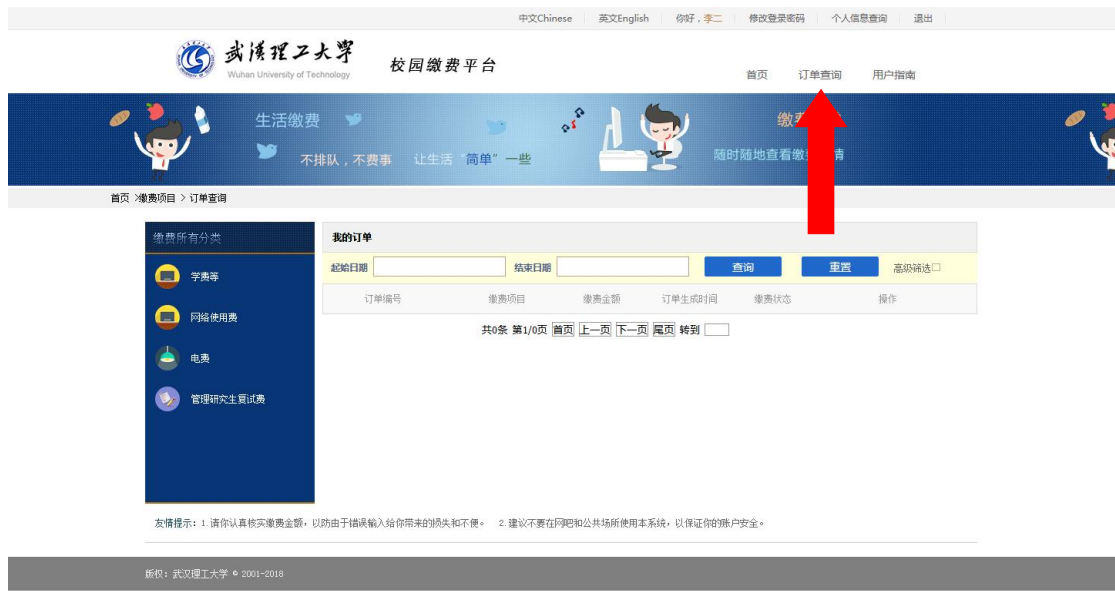 中文Chinese 英文English 你好，李二 修改登录密码 个人信息查询 退出
武汉理工大学
Wuhan University of Technology
校园缴费平台
首页 订单查询 用户指南
生活缴费
不排队，不费事 让生活“简单”一些
随时随地查看缴
首页 >缴费项目 > 订单查询
缴费所有分类
学费等
网络使用费
电费
管理研究生复试费
我的订单
起始日期 结束日期 查询 重置 高级筛选
订单编号 缴费项目 缴费金额 订单生成时间 缴费状态 操作
共0条 第1/0页 首页 上一页 下一页 尾页 转到
友情提示：1.请你认真核实缴费金额，以防由于错误输入给你带来的损失和不便。 2.建议不要在网吧和公共场所使用本系统，以保证你的账户安全。
版权：武汉理工大学 © 2001-2018